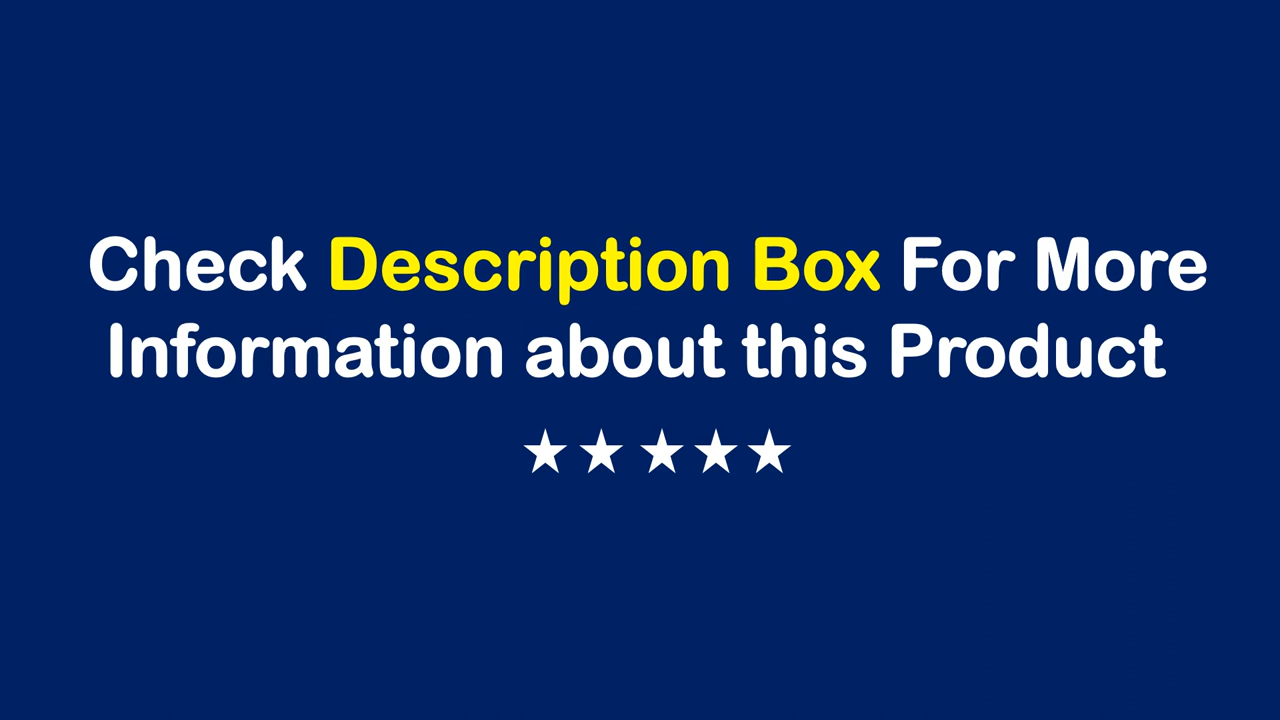 Check Description Box For More
Information about this Product
★★★★★